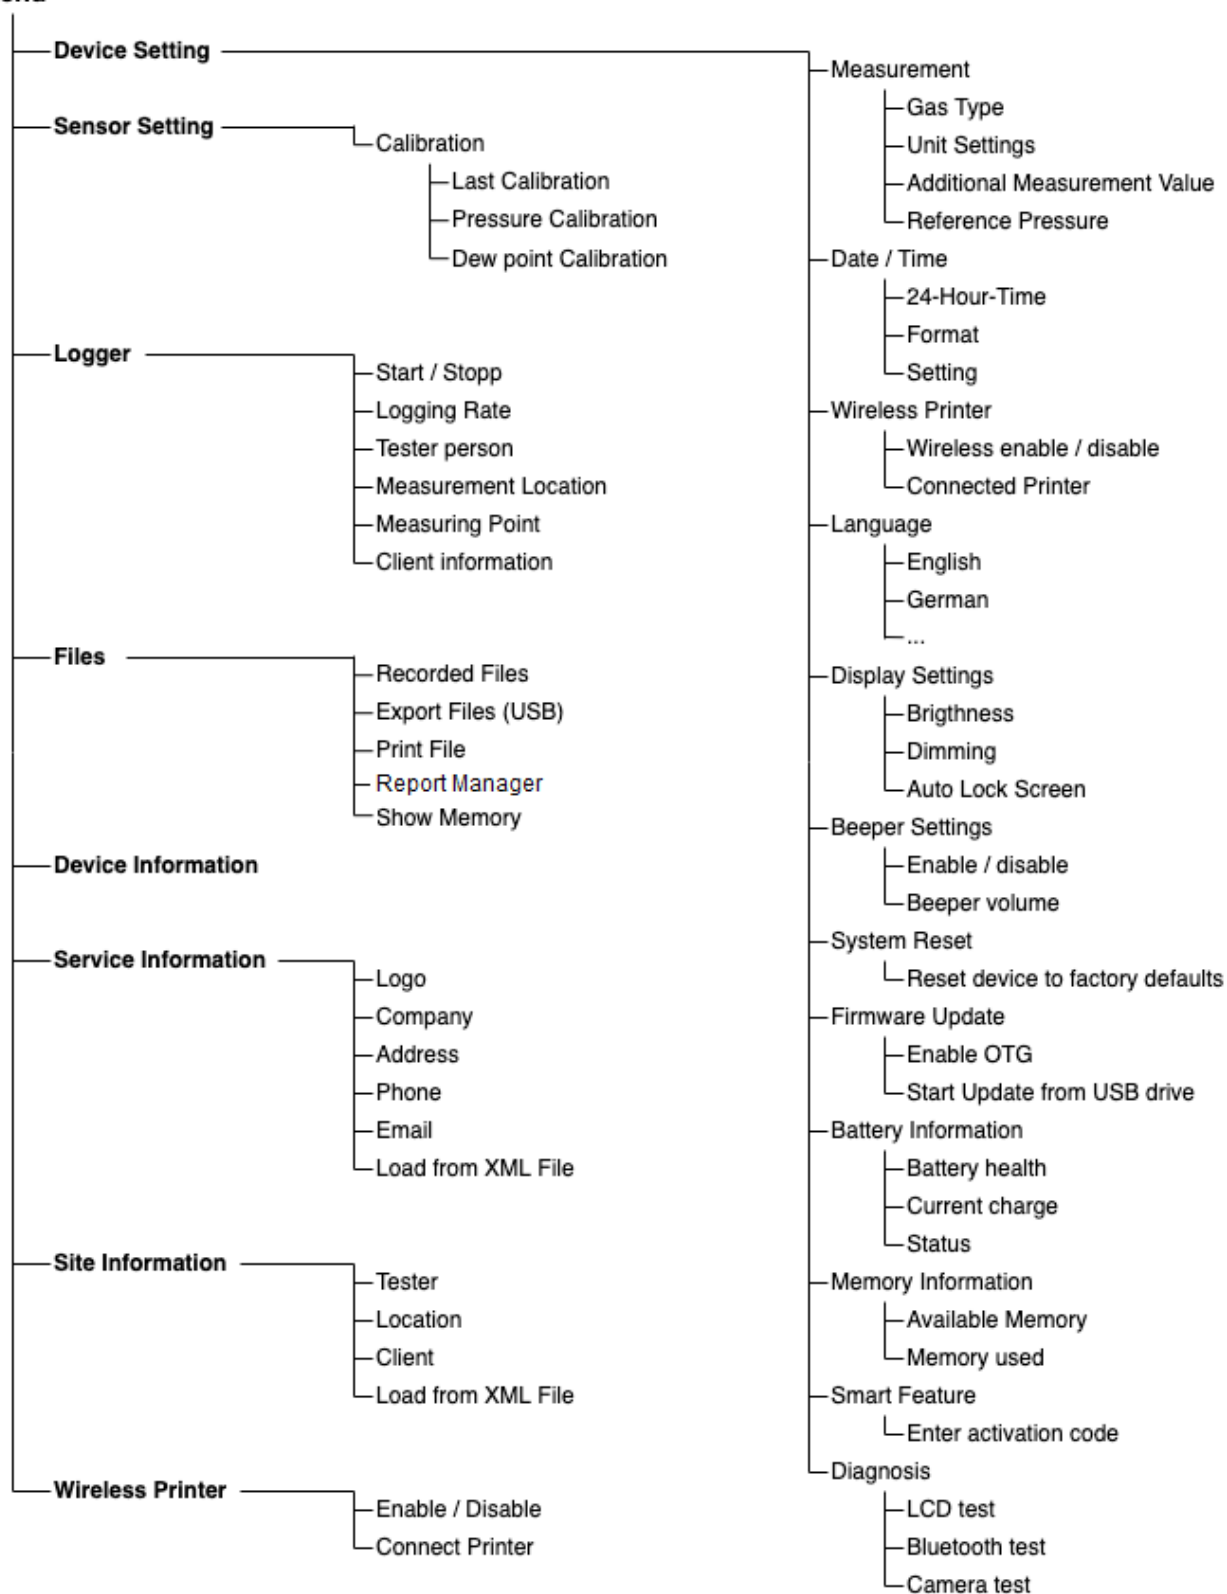 Device Setting
Sensor Setting
Calibration
Last Calibration
Pressure Calibration
Dew point Calibration
Logger
Start / Stopp
Logging Rate
Tester person
Measurement Location
Measuring Point
Client information
Files
Recorded Files
Export Files (USB)
Print File
Report Manager
Show Memory
Device Information
Service Information
Logo
Company
Address
Phone
Email
Load from XML File
Site Information
Tester
Location
Client
Load from XML File
Wireless Printer
Enable / Disable
Connect Printer
Measurement
Gas Type
Unit Settings
Additional Measurement Value
Reference Pressure
Date / Time
24-Hour-Time
Format
Setting
Wireless Printer
Wireless enable / disable
Connected Printer
Language
English
German
...
Display Settings
Brigthness
Dimming
Auto Lock Screen
Beeper Settings
Enable / disable
Beeper volume
System Reset
Reset device to factory defaults
Firmware Update
Enable OTG
Start Update from USB drive
Battery Information
Battery health
Current charge
Status
Memory Information
Available Memory
Memory used
Smart Feature
Enter activation code
Diagnosis
LCD test
Bluetooth test
Camera test